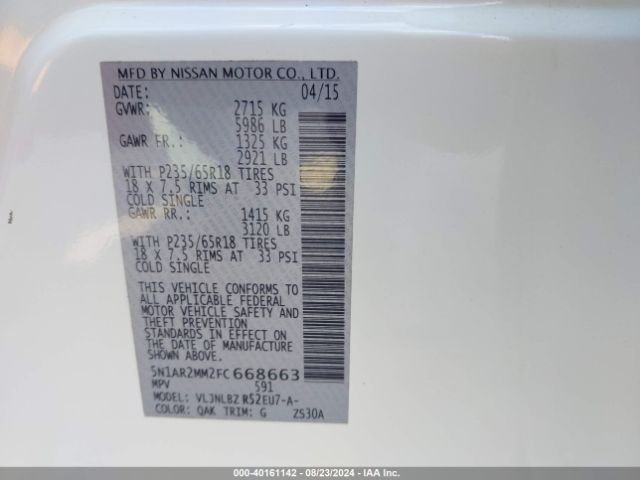 MFD BY NISSAN MOTOR CO., LTD.
DATE: 04/15
GVWR: 2715 KG
5986 LB
GAWR FR.: 1325 KG
2921 LB
WITH P235/65R18 TIRES
18 X 7.5 RIMS AT 33 PSI
COLD SINGLE
GAWR RR.: 1415 KG
3120 LB
WITH P235/65R18 TIRES
18 X 7.5 RIMS AT 33 PSI
COLD SINGLE
THIS VEHICLE CONFORMS TO
ALL APPLICABLE FEDERAL
MOTOR VEHICLE SAFETY AND
THEFT PREVENTION
STANDARDS IN EFFECT ON
THE DATE OF MANUFACTURE
SHOWN ABOVE.
5N1AR2MM2FC668663
MPV 591
MODEL: VLJNLBZ R52EU7-A-
COLOR: QAK TRIM: G ZS30A
000-40161142 - 08/23/2024 - IAA Inc.